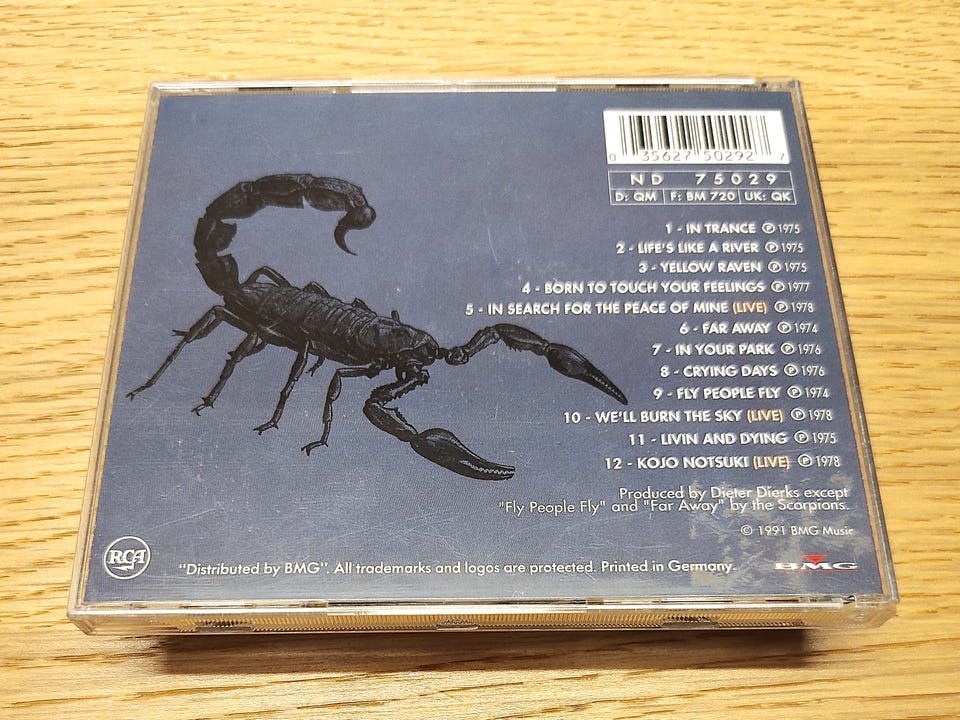 0 35627 50292 7
ND 75029
D: QM F: BM 720 UK: QK
1 - IN TRANCE ℗ 1975
2 - LIFE'S LIKE A RIVER ℗ 1975
3 - YELLOW RAVEN ℗ 1975
4 - BORN TO TOUCH YOUR FEELINGS ℗ 1977
5 - IN SEARCH FOR THE PEACE OF MINE (LIVE) ℗ 1978
6 - FAR AWAY ℗ 1974
7 - IN YOUR PARK ℗ 1976
8 - CRYING DAYS ℗ 1976
9 - FLY PEOPLE FLY ℗ 1974
10 - WE'LL BURN THE SKY (LIVE) ℗ 1978
11 - LIVIN AND DYING ℗ 1975
12 - KOJO NOTSUKI (LIVE) ℗ 1978
Produced by Dieter Dierks except
"Fly People Fly" and "Far Away" by the Scorpions.
© 1991 BMG Music
RCA
"Distributed by BMG". All trademarks and logos are protected. Printed in Germany.
BMG